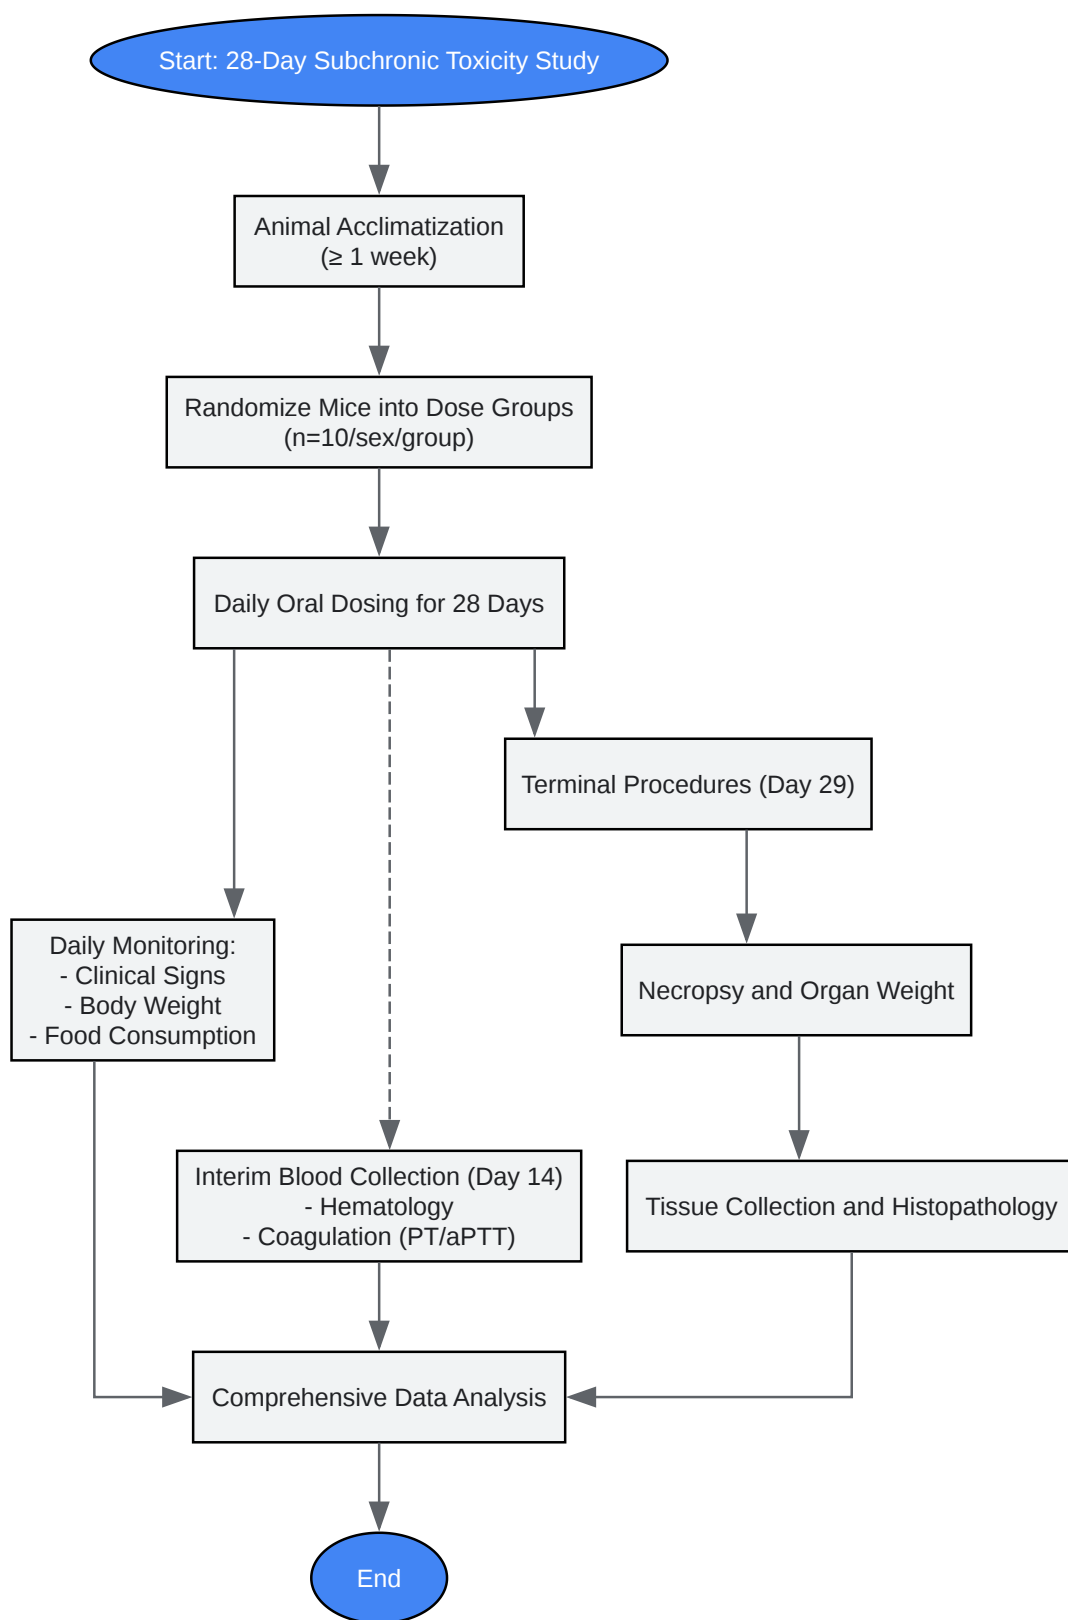 Start: 28-Day Subchronic Toxicity Study
Animal Acclimatization
(≥ 1 week)
Randomize Mice into Dose Groups
(n=10/sex/group)
Daily Oral Dosing for 28 Days
Terminal Procedures (Day 29)
Daily Monitoring:
- Clinical Signs
- Body Weight
- Food Consumption
Necropsy and Organ Weight
Interim Blood Collection (Day 14)
- Hematology
- Coagulation (PT/aPTT)
Tissue Collection and Histopathology
Comprehensive Data Analysis
End